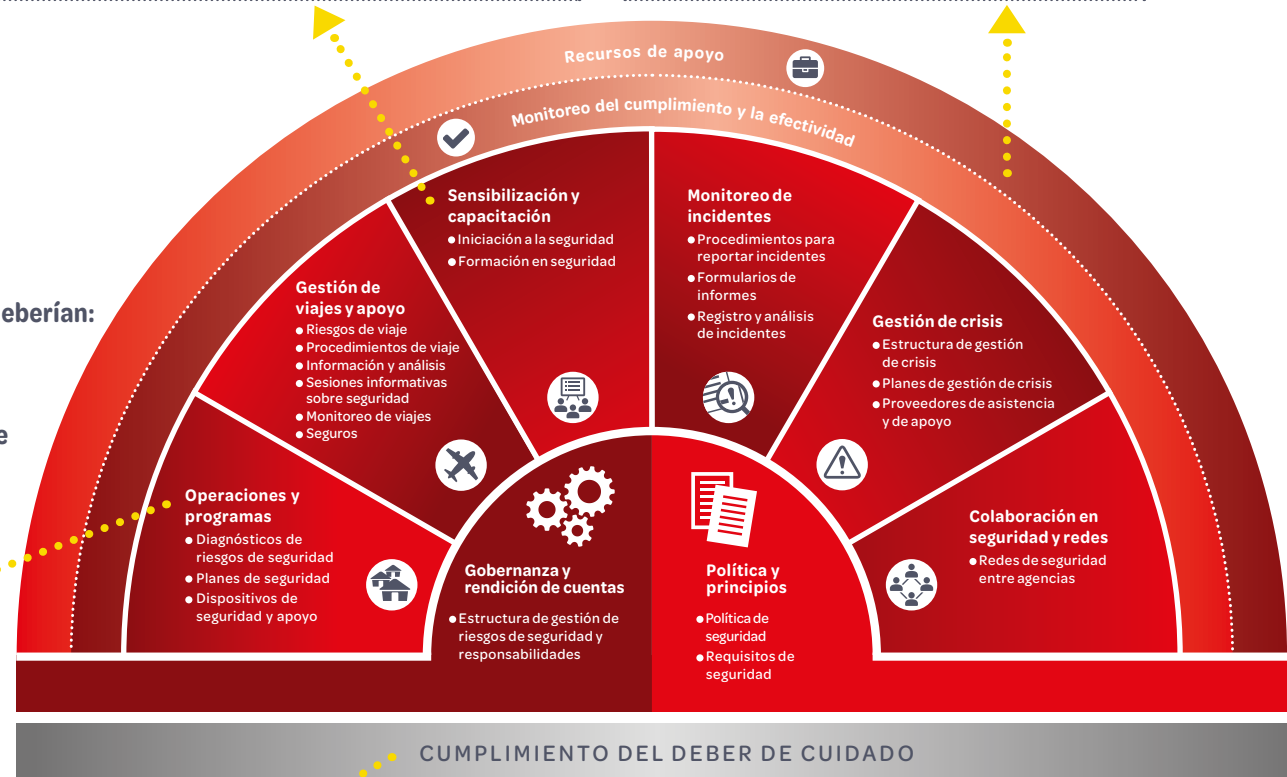 Recursos de apoyo
Monitoreo del cumplimiento y la efectividad
Sensibilización y
capacitación
● Iniciación a la seguridad
● Formación en seguridad
Monitoreo de
incidentes
● Procedimientos para
reportar incidentes
● Formularios de
informes
● Registro y análisis
de incidentes
Gestión de
viajes y apoyo
● Riesgos de viaje
● Procedimientos de viaje
● Información y análisis
● Sesiones informativas
sobre seguridad
● Monitoreo de viajes
● Seguros
eberían:
e
Gestión de crisis
● Estructura de gestión
de crisis
● Planes de gestión de crisis
● Proveedores de asistencia
y de apoyo
Operaciones y
programas
● Diagnósticos de
riesgos de seguridad
● Planes de seguridad
● Dispositivos de
seguridad y apoyo
Colaboración en
seguridad y redes
● Redes de seguridad
entre agencias
Gobernanza y
rendición de cuentas
● Estructura de gestión de
riesgos de seguridad y
responsabilidades
Política y
principios
● Política de
seguridad
● Requisitos de
seguridad
CUMPLIMIENTO DEL DEBER DE CUIDADO